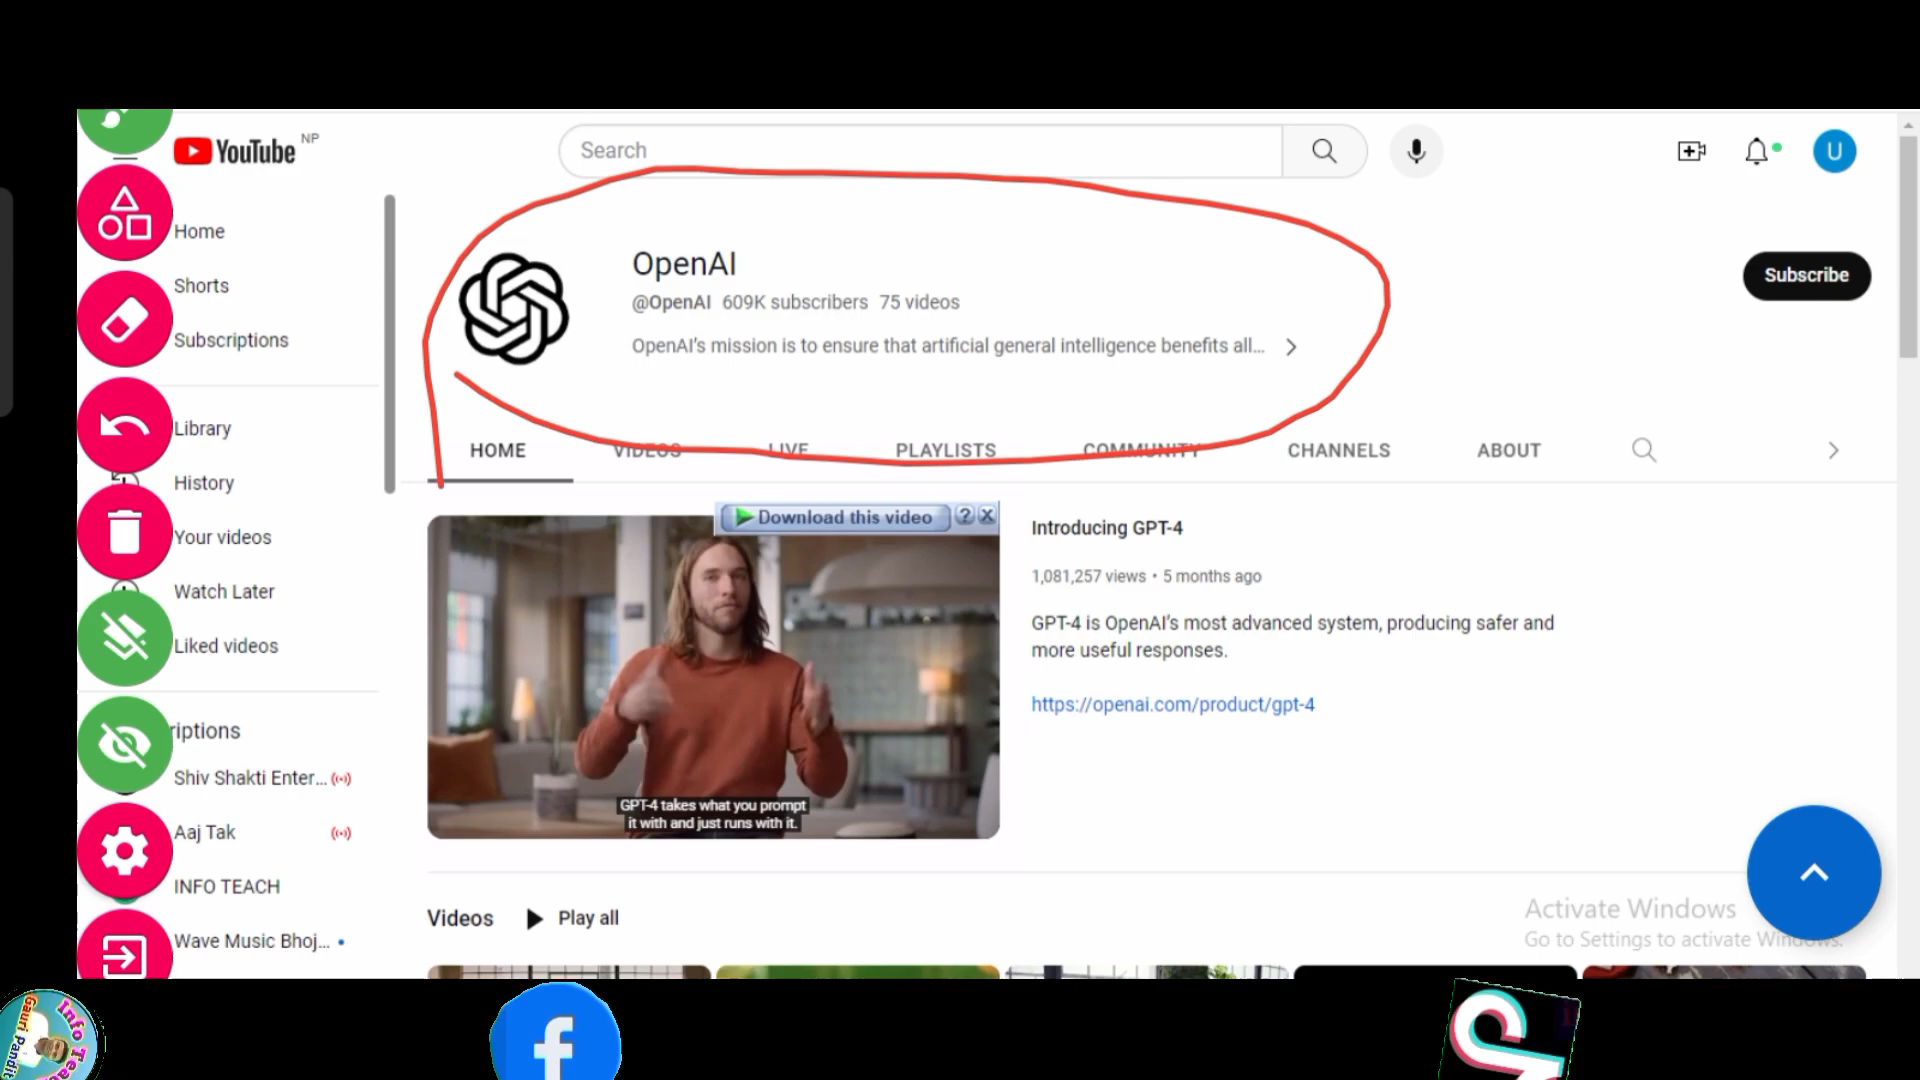 YouTube NP
Search
U
Home
Shorts
Subscriptions
Library
History
Your videos
Watch Later
Liked videos
riptions
Shiv Shakti Enter...
Aaj Tak
INFO TEACH
Wave Music Bhoj...
OpenAI
@OpenAI 609K subscribers 75 videos
OpenAI's mission is to ensure that artificial general intelligence benefits all...
Subscribe
HOME VIDEOS LIVE PLAYLISTS COMMUNITY CHANNELS ABOUT
Download this video ? X
GPT-4 takes what you prompt
it with and just runs with it.
Introducing GPT-4
1,081,257 views • 5 months ago
GPT-4 is OpenAI's most advanced system, producing safer and
more useful responses.
https://openai.com/product/gpt-4
Videos Play all
Activate Windows
Go to Settings to activate Windows.
Gauri Pandit
Info